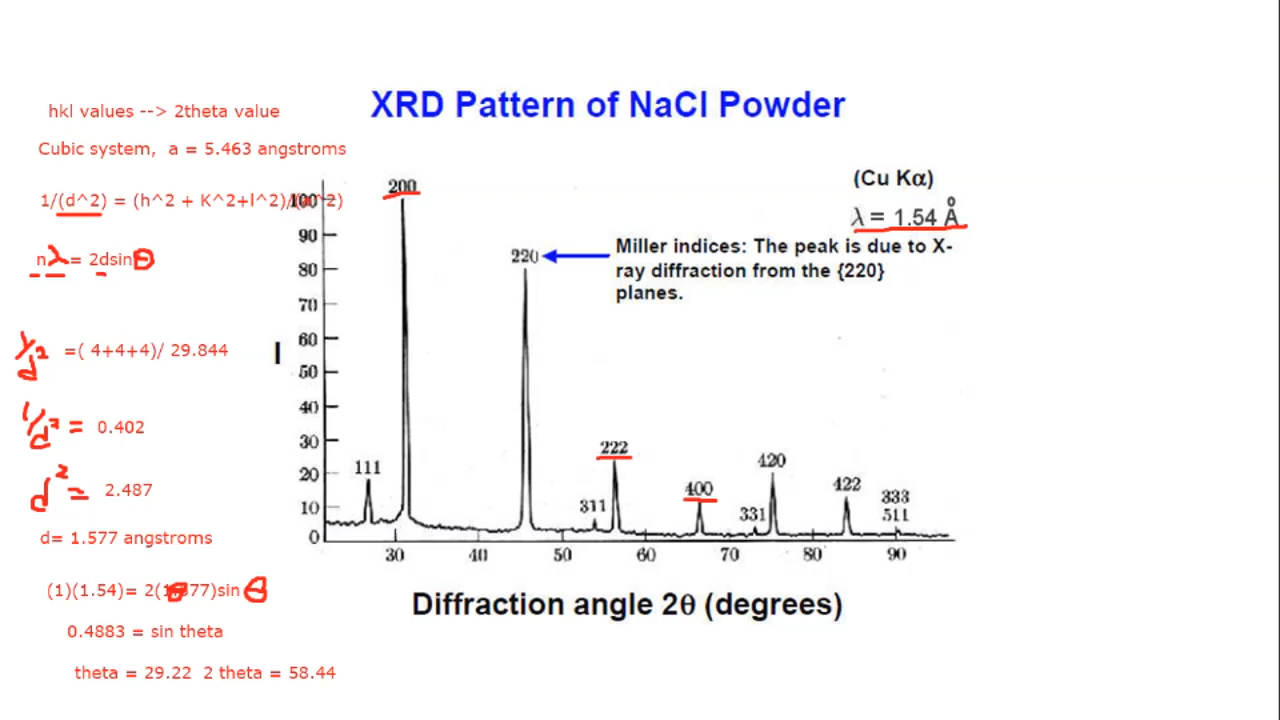 XRD Pattern of NaCl Powder
hkl values --> 2theta value
Cubic system, a = 5.463 angstroms
1/(d^2) = (h^2 + K^2+l^2)/(a^2)
nλ = 2dsinθ
1/d2 =( 4+4+4)/ 29.844
1/d2 = 0.402
d2 = 2.487
d= 1.577 angstroms
(1)(1.54)= 2(1.577)sin θ
0.4883 = sin theta
theta = 29.22 2 theta = 58.44
(Cu Kα)
λ = 1.54 Å
Miller indices: The peak is due to X-
ray diffraction from the {220}
planes.
I
100
90
80
70
60
50
40
30
20
10
0
111
200
220
311
222
400
331
420
422
333
511
30 40 50 60 70 80 90
Diffraction angle 2θ (degrees)